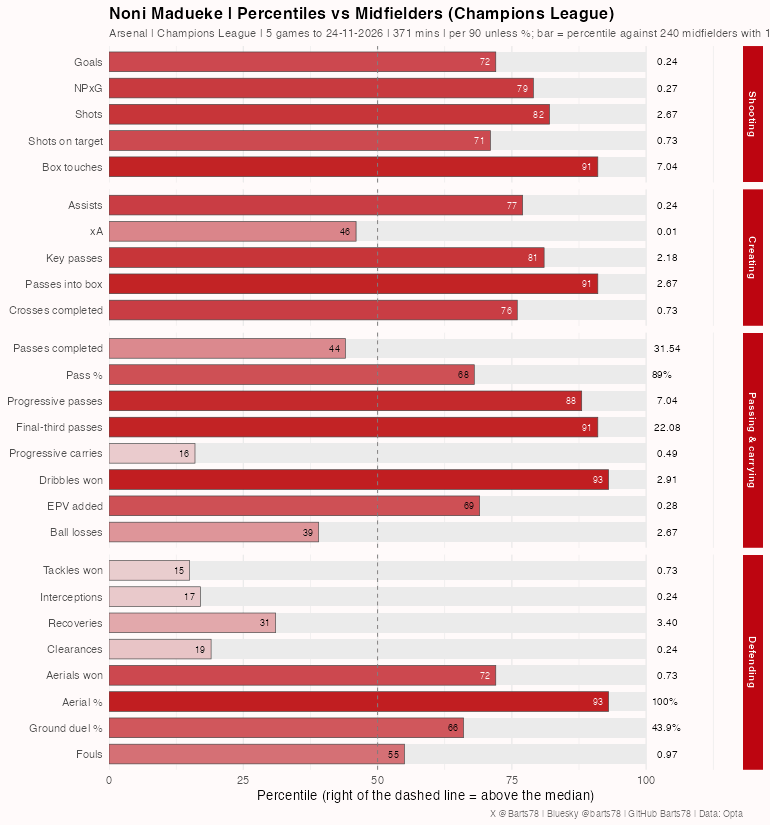 Noni Madueke | Percentiles vs Midfielders (Champions League)
Arsenal | Champions League | 5 games to 24-11-2026 | 371 mins | per 90 unless %; bar = percentile against 240 midfielders with 1
Goals 72 0.24
NPxG 79 0.27
Shots 82 2.67
Shots on target 71 0.73
Box touches 91 7.04
Shooting
Assists 77 0.24
xA 46 0.01
Key passes 81 2.18
Passes into box 91 2.67
Crosses completed 76 0.73
Creating
Passes completed 44 31.54
Pass % 68 89%
Progressive passes 88 7.04
Final-third passes 91 22.08
Progressive carries 16 0.49
Dribbles won 93 2.91
EPV added 69 0.28
Ball losses 39 2.67
Passing & carrying
Tackles won 15 0.73
Interceptions 17 0.24
Recoveries 31 3.40
Clearances 19 0.24
Aerials won 72 0.73
Aerial % 93 100%
Ground duel % 66 43.9%
Fouls 55 0.97
Defending
0 25 50 75 100
Percentile (right of the dashed line = above the median)
X @Barts78 | Bluesky @barts78 | GitHub Barts78 | Data: Opta